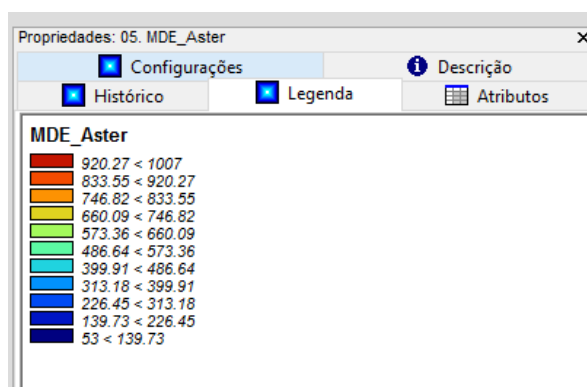 Propriedades: 05. MDE_Aster
Configurações Descrição
Histórico Legenda Atributos
MDE_Aster
920.27 < 1007
833.55 < 920.27
746.82 < 833.55
660.09 < 746.82
573.36 < 660.09
486.64 < 573.36
399.91 < 486.64
313.18 < 399.91
226.45 < 313.18
139.73 < 226.45
53 < 139.73